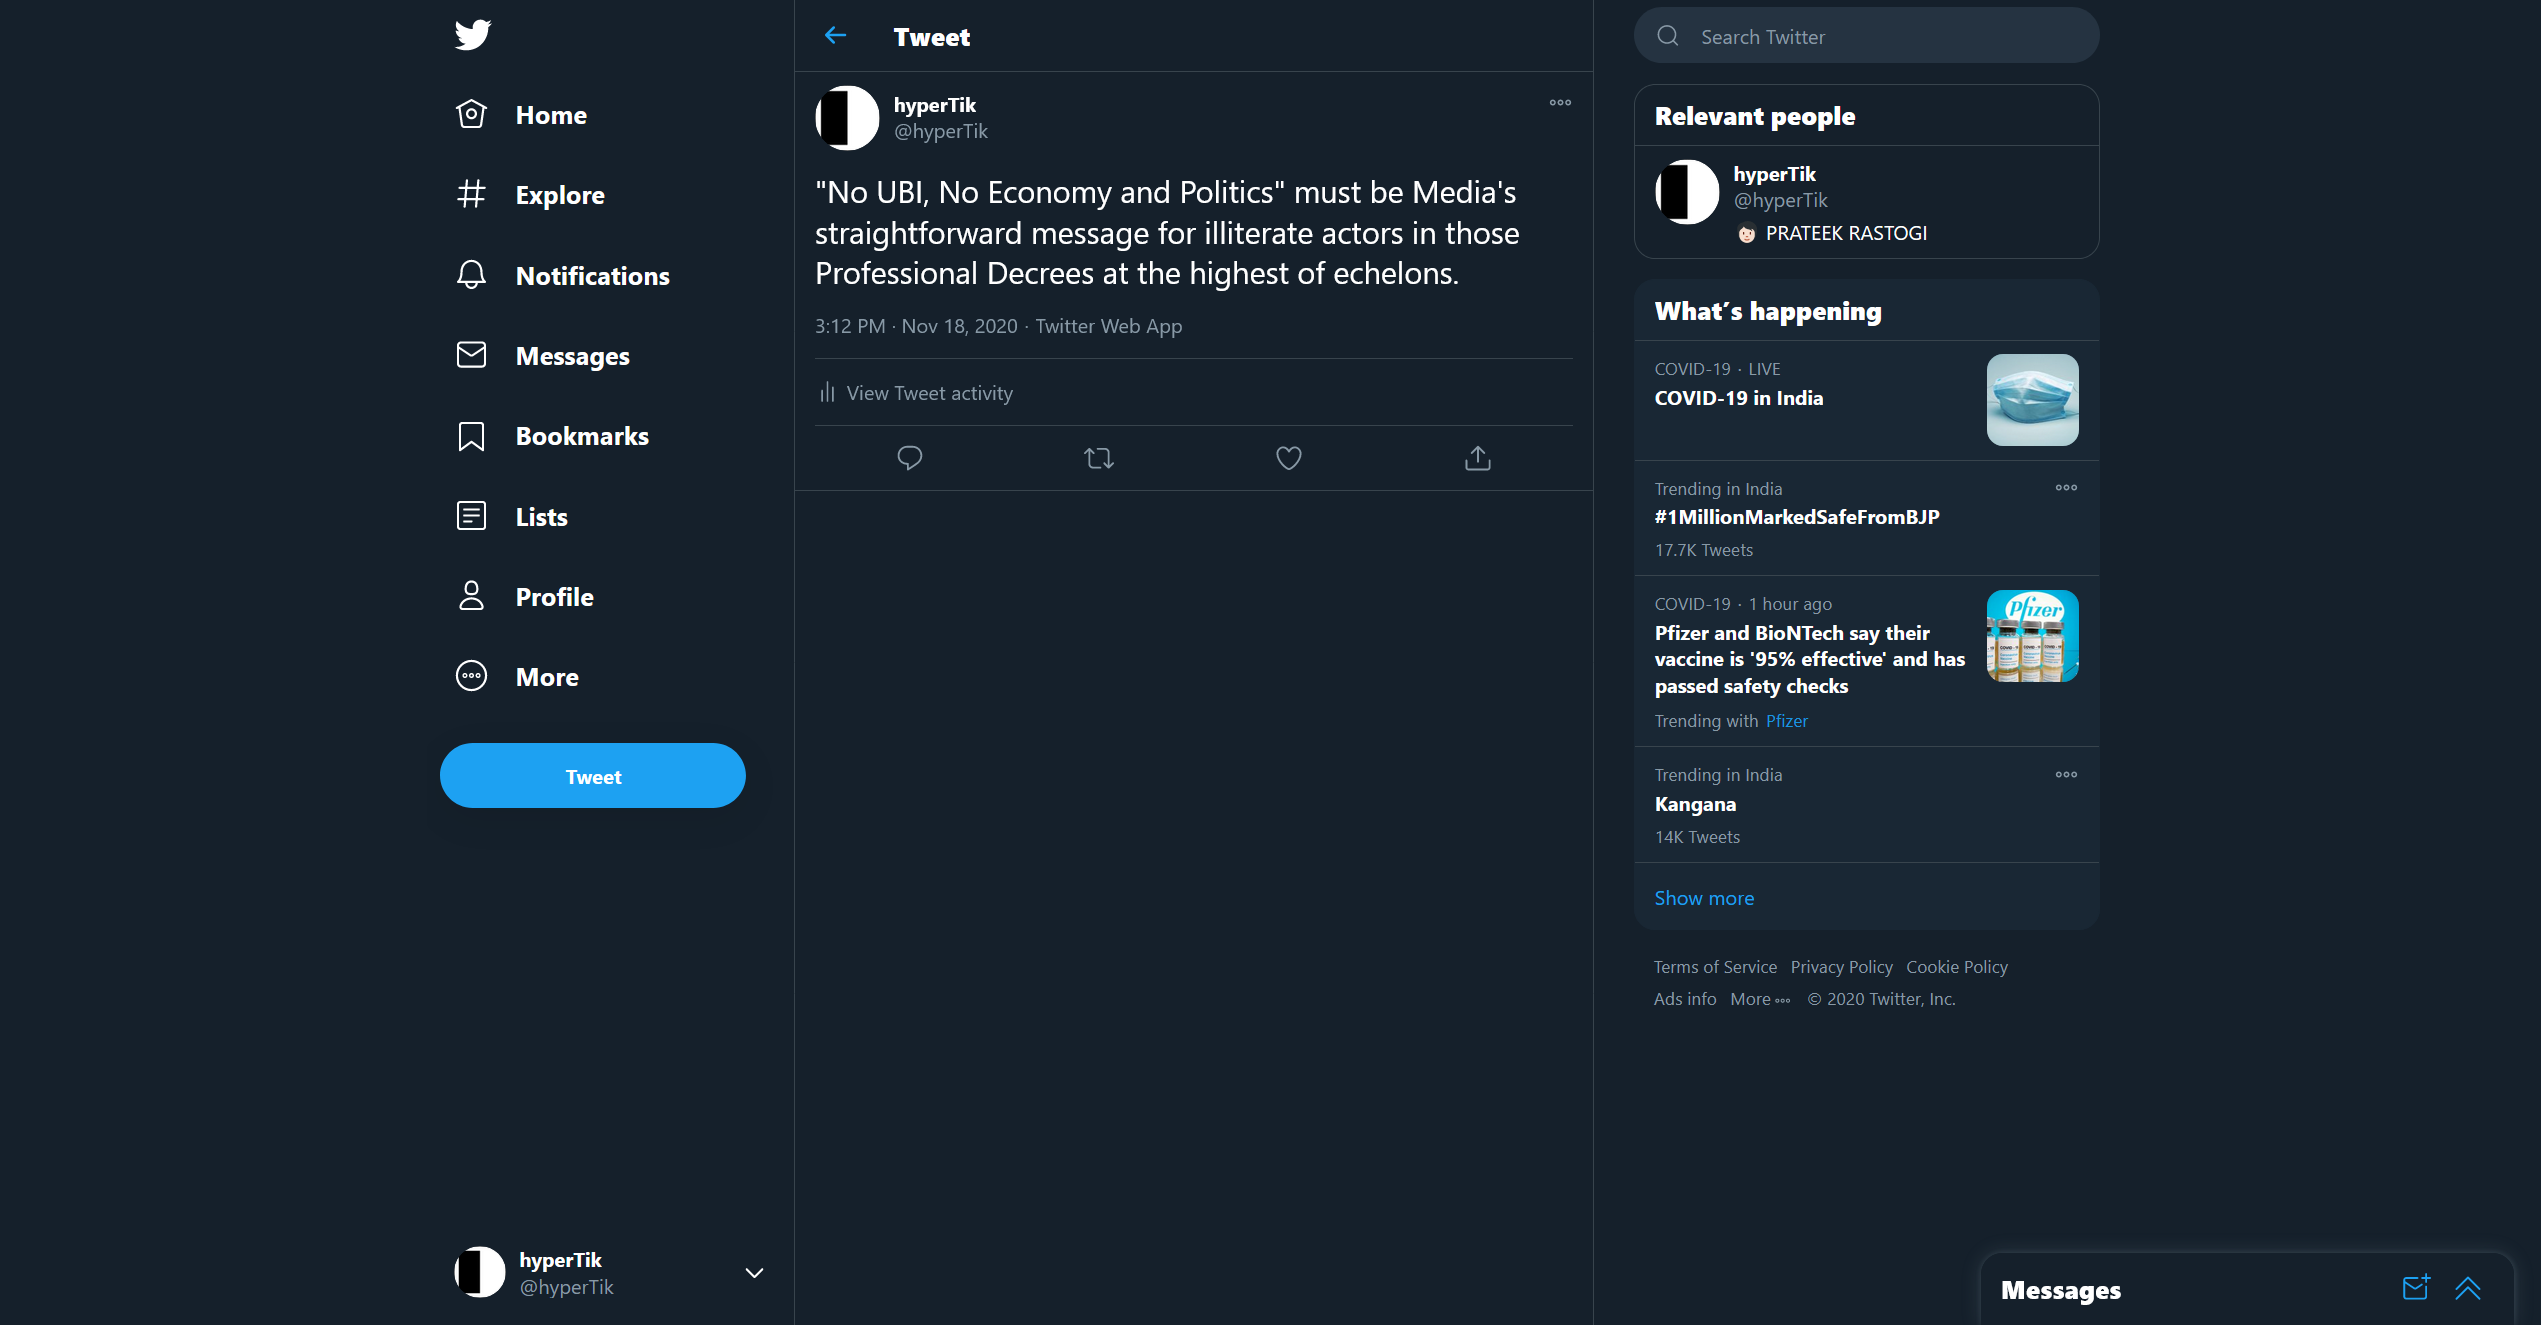 Home
Explore
Notifications
Messages
Bookmarks
Lists
Profile
More
Tweet
hyperTik
@hyperTik
Tweet
hyperTik
@hyperTik
"No UBI, No Economy and Politics" must be Media's
straightforward message for illiterate actors in those
Professional Decrees at the highest of echelons.
3:12 PM · Nov 18, 2020 · Twitter Web App
View Tweet activity
Search Twitter
Relevant people
hyperTik
@hyperTik
PRATEEK RASTOGI
What's happening
COVID-19 · LIVE
COVID-19 in India
Trending in India
#1MillionMarkedSafeFromBJP
17.7K Tweets
COVID-19 · 1 hour ago
Pfizer and BioNTech say their
vaccine is '95% effective' and has
passed safety checks
Pfizer
Trending with Pfizer
Trending in India
Kangana
14K Tweets
Show more
Terms of Service Privacy Policy Cookie Policy
Ads info More © 2020 Twitter, Inc.
Messages